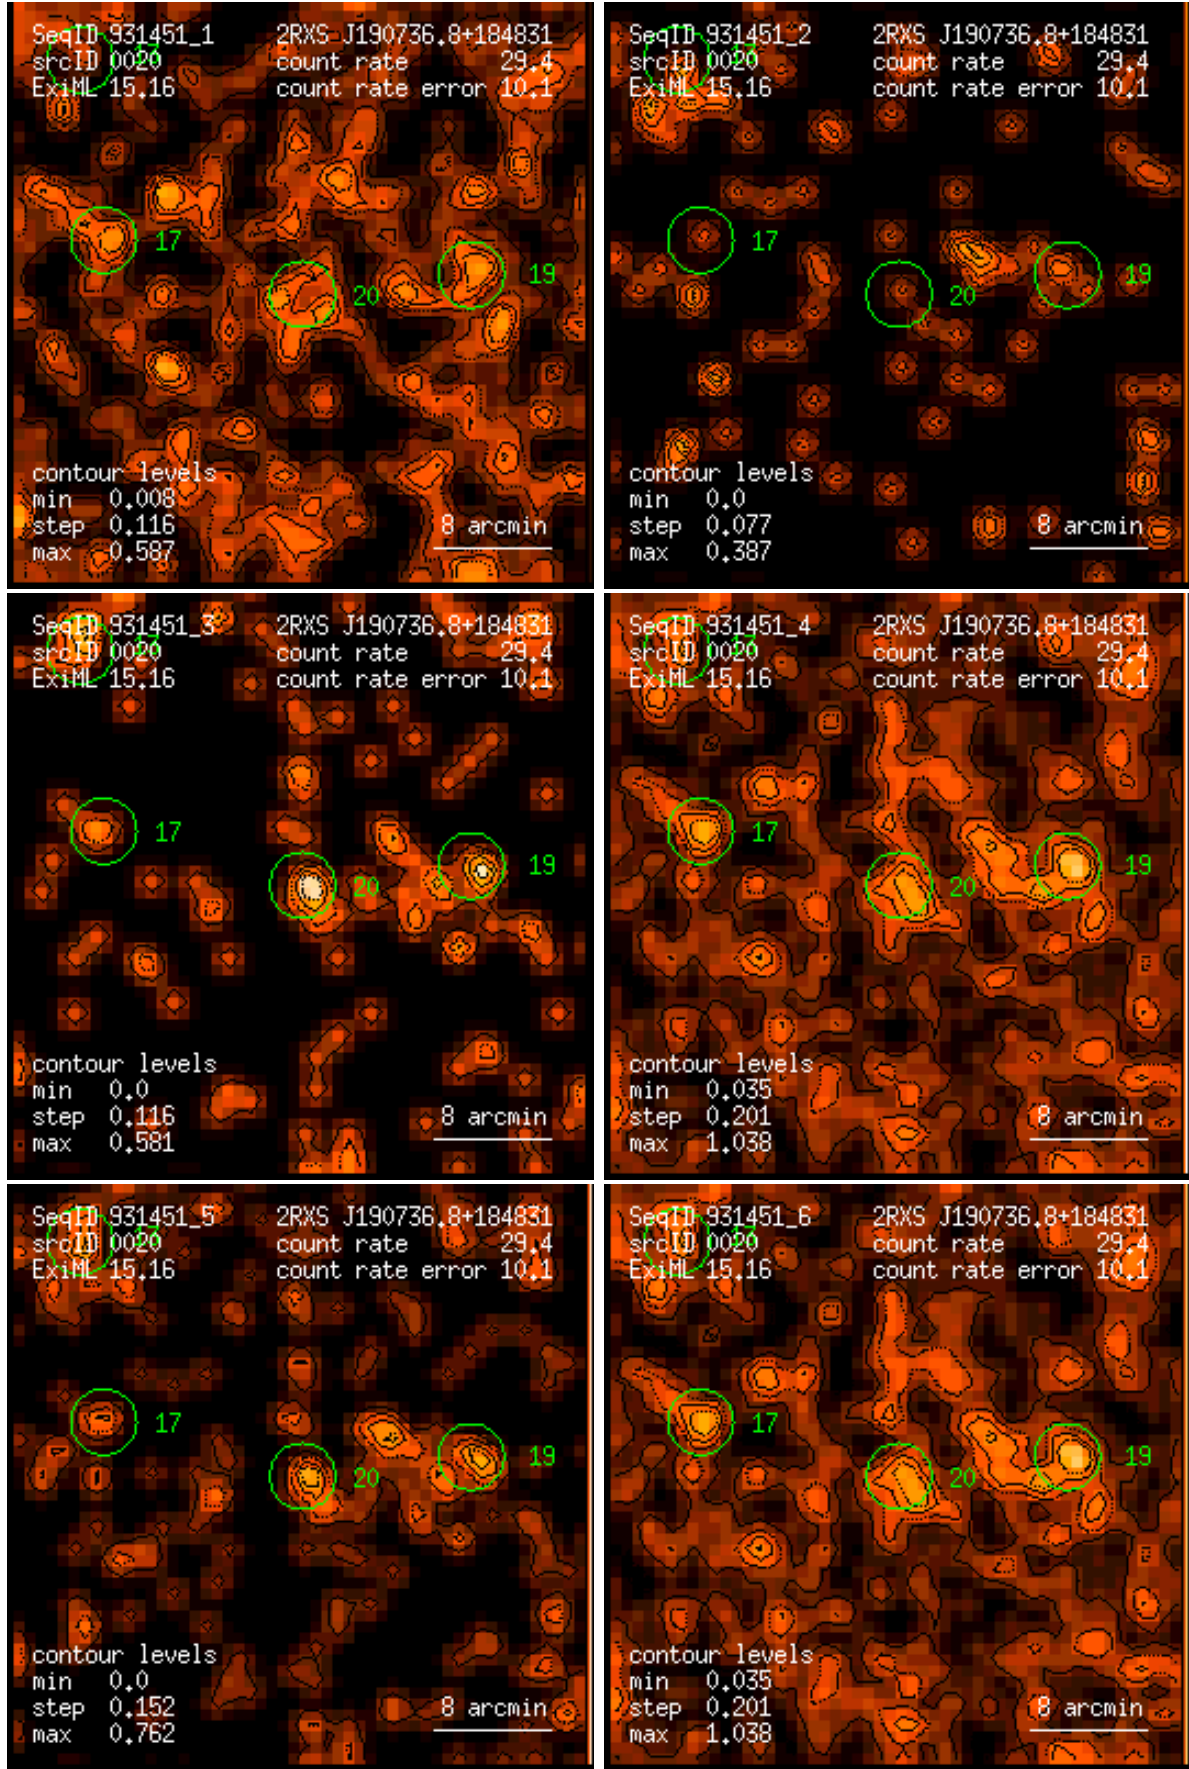 SeqID 931451_1 2RXS J190736.8+184831
srcID 0020 count rate 29.4
ExiML 15.16 count rate error 10.1
17
19
20
contour levels
min 0.008
step 0.116
max 0.587
8 arcmin
SeqID 931451_2 2RXS J190736.8+184831
srcID 0020 count rate 29.4
ExiML 15.16 count rate error 10.1
17
19
20
contour levels
min 0.0
step 0.077
max 0.387
8 arcmin
SeqID 931451_3 2RXS J190736.8+184831
srcID 0020 count rate 29.4
ExiML 15.16 count rate error 10.1
17
19
20
contour levels
min 0.0
step 0.116
max 0.581
8 arcmin
SeqID 931451_4 2RXS J190736.8+184831
srcID 0020 count rate 29.4
ExiML 15.16 count rate error 10.1
17
19
20
contour levels
min 0.035
step 0.201
max 1.038
8 arcmin
SeqID 931451_5 2RXS J190736.8+184831
srcID 0020 count rate 29.4
ExiML 15.16 count rate error 10.1
17
19
20
contour levels
min 0.0
step 0.152
max 0.762
8 arcmin
SeqID 931451_6 2RXS J190736.8+184831
srcID 0020 count rate 29.4
ExiML 15.16 count rate error 10.1
17
19
20
contour levels
min 0.035
step 0.201
max 1.038
8 arcmin